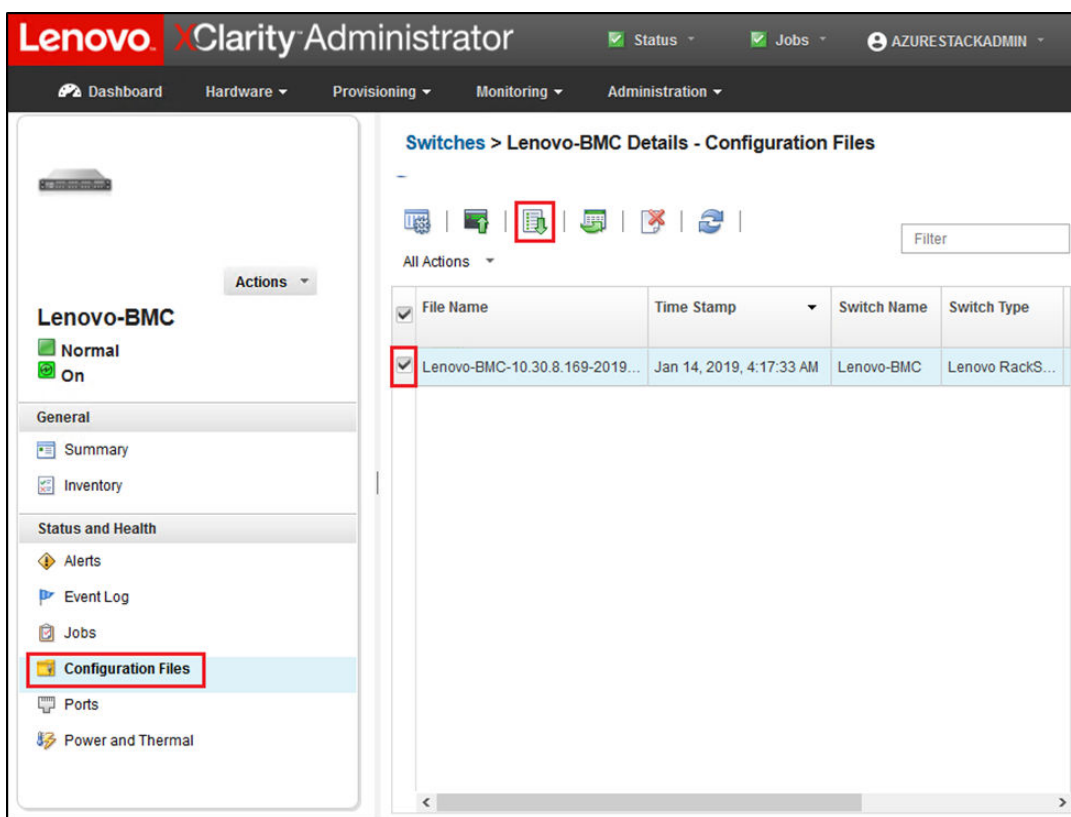 Lenovo. XClarity Administrator
Status
Jobs
AZURESTACKADMIN
Dashboard
Hardware
Provisioning
Monitoring
Administration
Switches > Lenovo-BMC Details - Configuration Files
Filter
All Actions
Actions
Lenovo-BMC
Normal
On
General
Summary
Inventory
Status and Health
Alerts
Event Log
Jobs
Configuration Files
Ports
Power and Thermal
File Name
Time Stamp
Switch Name
Switch Type
Lenovo-BMC-10.30.8.169-2019...
Jan 14, 2019, 4:17:33 AM
Lenovo-BMC
Lenovo RackS...